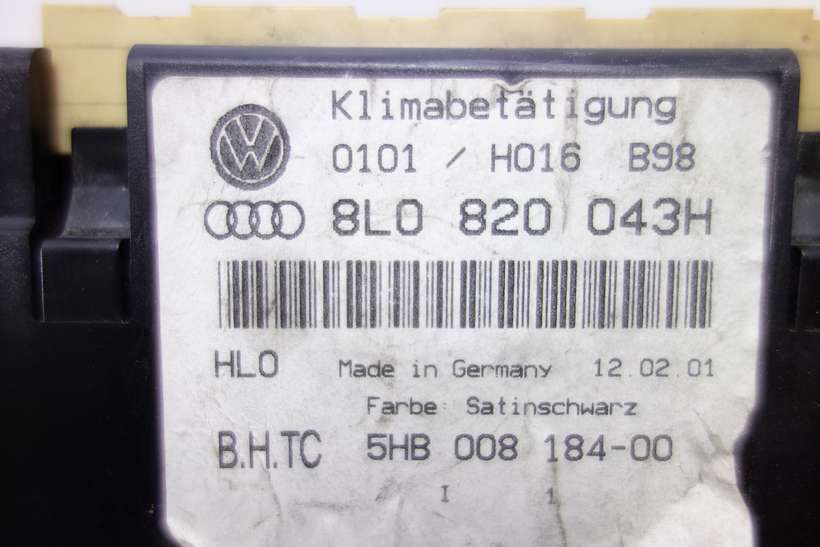 Klimabetätigung
0101 / H016 B98
8L0 820 043H
HLO Made in Germany 12.02.01
Farbe: Satinschwarz
B.H.TC 5HB 008 184-00
I 1